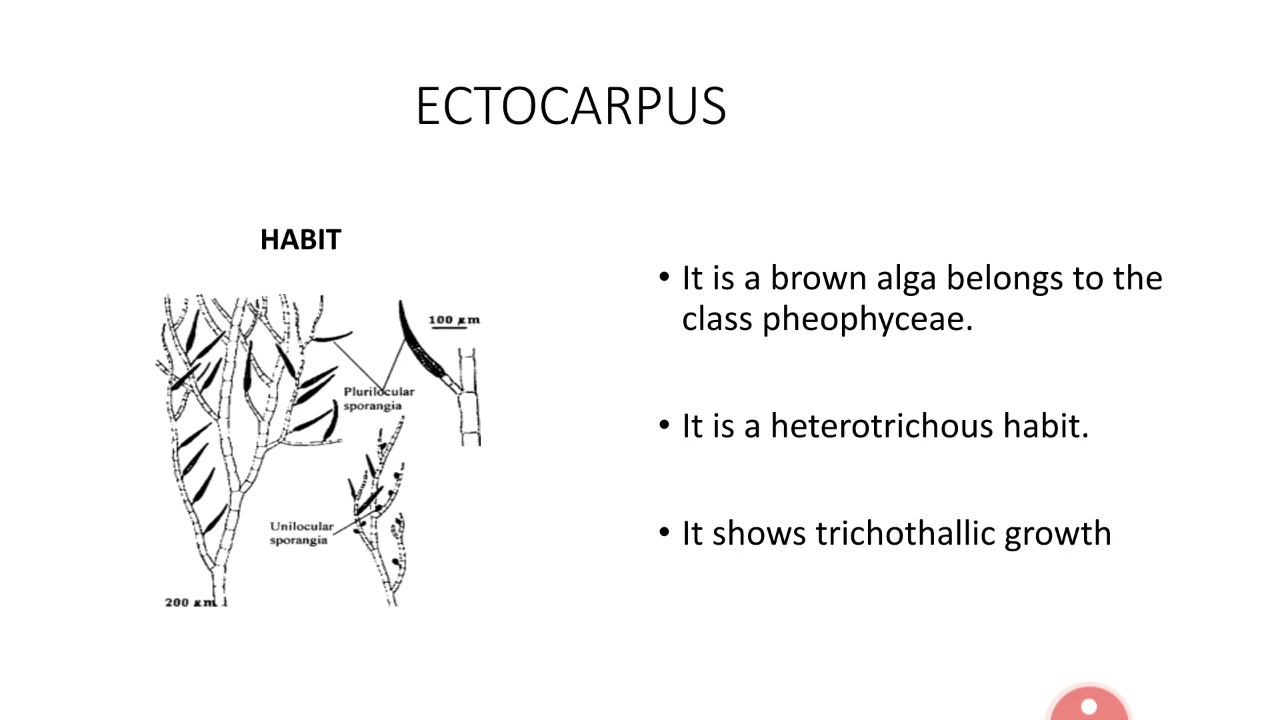 ECTOCARPUS
HABIT
100 µm
Plurilocular
sporangia
Unilocular
sporangia
200 µm
• It is a brown alga belongs to the
class pheophyceae.
• It is a heterotrichous habit.
• It shows trichothallic growth